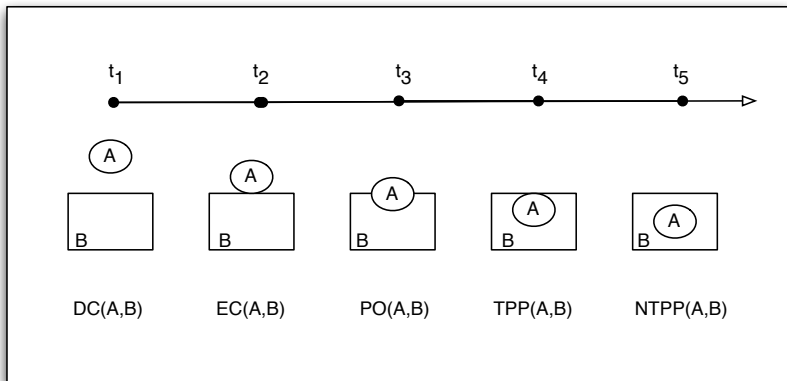 t1 t2 t3 t4 t5
A A A A A
B B B B B
DC(A,B) EC(A,B) PO(A,B) TPP(A,B) NTPP(A,B)